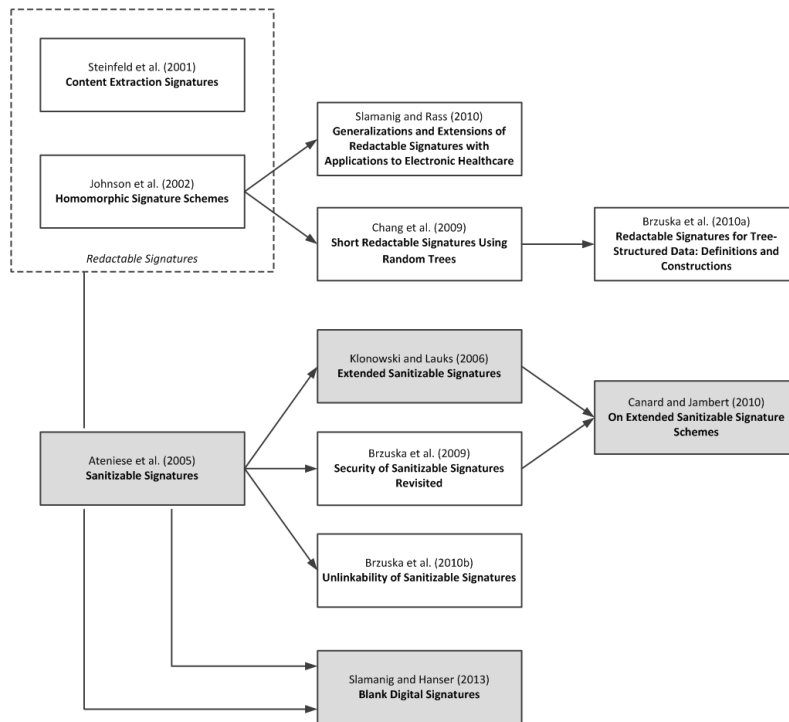 Steinfeld et al. (2001)
Content Extraction Signatures
Johnson et al. (2002)
Homomorphic Signature Schemes
Redactable Signatures
Slamanig and Rass (2010)
Generalizations and Extensions of
Redactable Signatures with
Applications to Electronic Healthcare
Chang et al. (2009)
Short Redactable Signatures Using
Random Trees
Brzuska et al. (2010a)
Redactable Signatures for Tree-
Structured Data: Definitions and
Constructions
Klonowski and Lauks (2006)
Extended Sanitizable Signatures
Canard and Jambert (2010)
On Extended Sanitizable Signature
Schemes
Ateniese et al. (2005)
Sanitizable Signatures
Brzuska et al. (2009)
Security of Sanitizable Signatures
Revisited
Brzuska et al. (2010b)
Unlinkability of Sanitizable Signatures
Slamanig and Hanser (2013)
Blank Digital Signatures